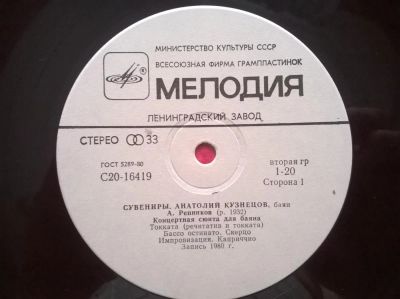 МИНИСТЕРСТВО КУЛЬТУРЫ СССР
ВСЕСОЮЗНАЯ ФИРМА ГРАМПЛАСТИНОК
МЕЛОДИЯ
ЛЕНИНГРАДСКИЙ ЗАВОД
СТЕРЕО 33
ГОСТ 5289-80
С20-16419
вторая гр
1-20
Сторона 1
СУВЕНИРЫ. АНАТОЛИЙ КУЗНЕЦОВ, баян
А. Репников (р. 1932)
Концертная сюита для баяна
Токката (речитатив и токката)
Бассо остинато. Скерцо
Импровизация. Каприччио
Запись 1980 г.